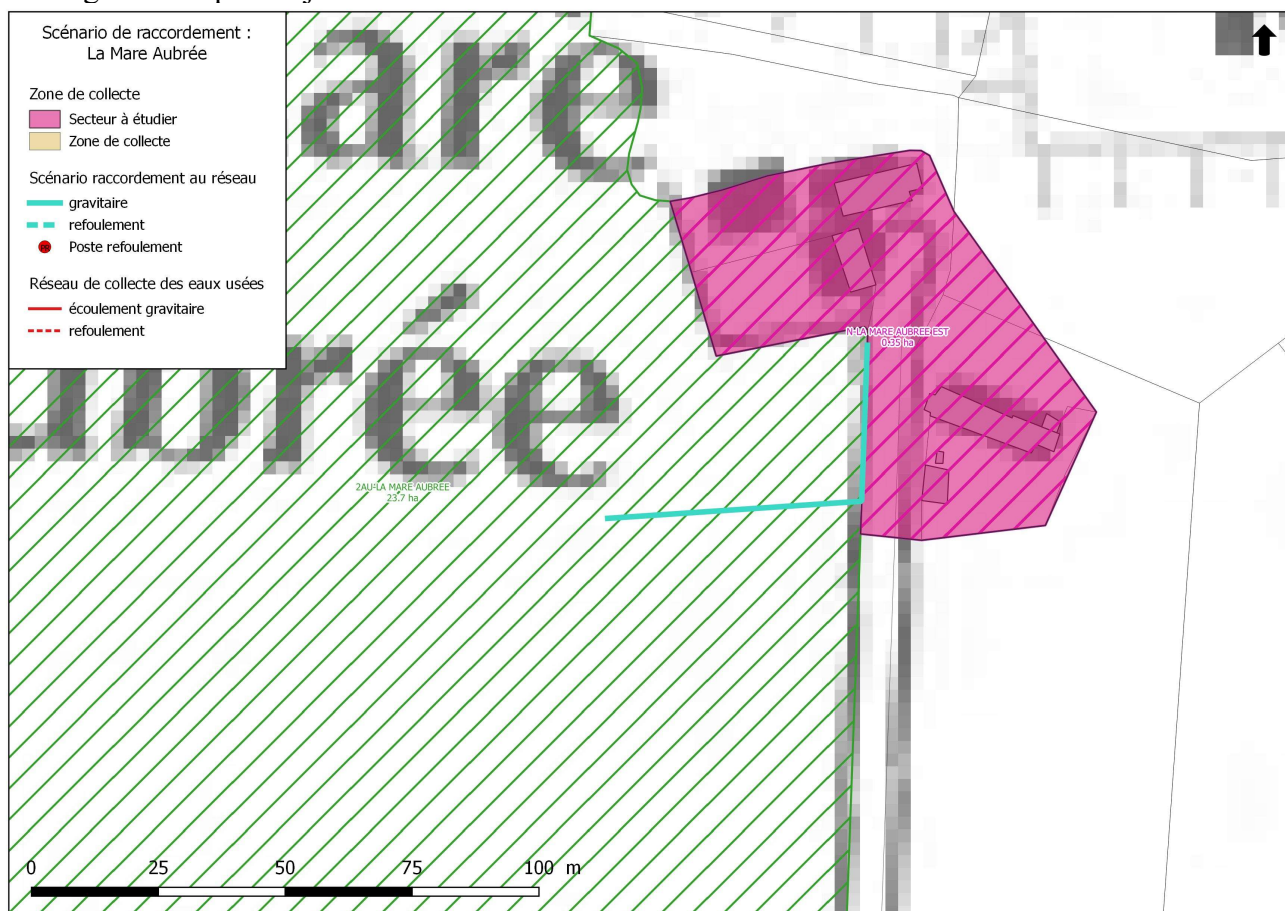 Scénario de raccordement :
La Mare Aubrée
Zone de collecte
Secteur à étudier
Zone de collecte
Scénario raccordement au réseau
gravitaire
refoulement
Poste refoulement
Réseau de collecte des eaux usées
écoulement gravitaire
refoulement
are
ubrée
N-LA MARE AUBREE EST
0.35 ha
2AU-LA MARE AUBREE
23.7 ha
0 25 50 75 100 m